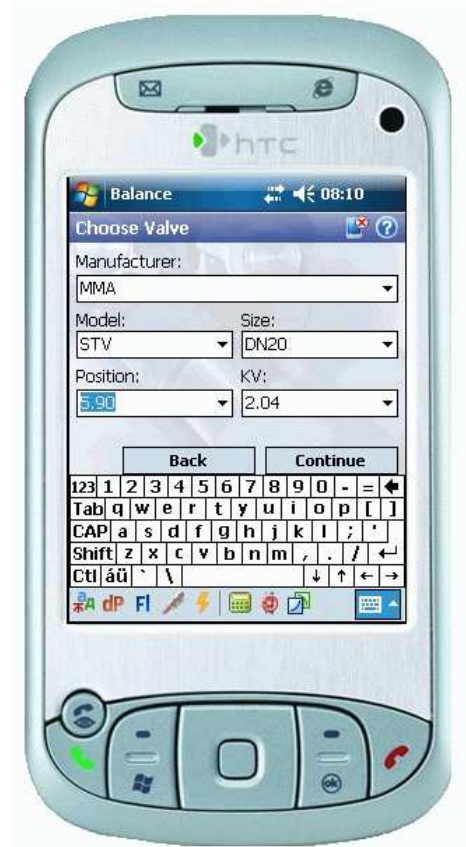 hTC
Balance 08:10
Choose Valve ?
Manufacturer:
MMA
Model: Size:
STV DN20
Position: KV:
5.90 2.04
Back Continue
123 1 2 3 4 5 6 7 8 9 0 - =
Tab q w e r t y u i o p [ ]
CAP a s d f g h j k l ; '
Shift z x c v b n m , . /
Ctl áü ` \
dP Fl
ok